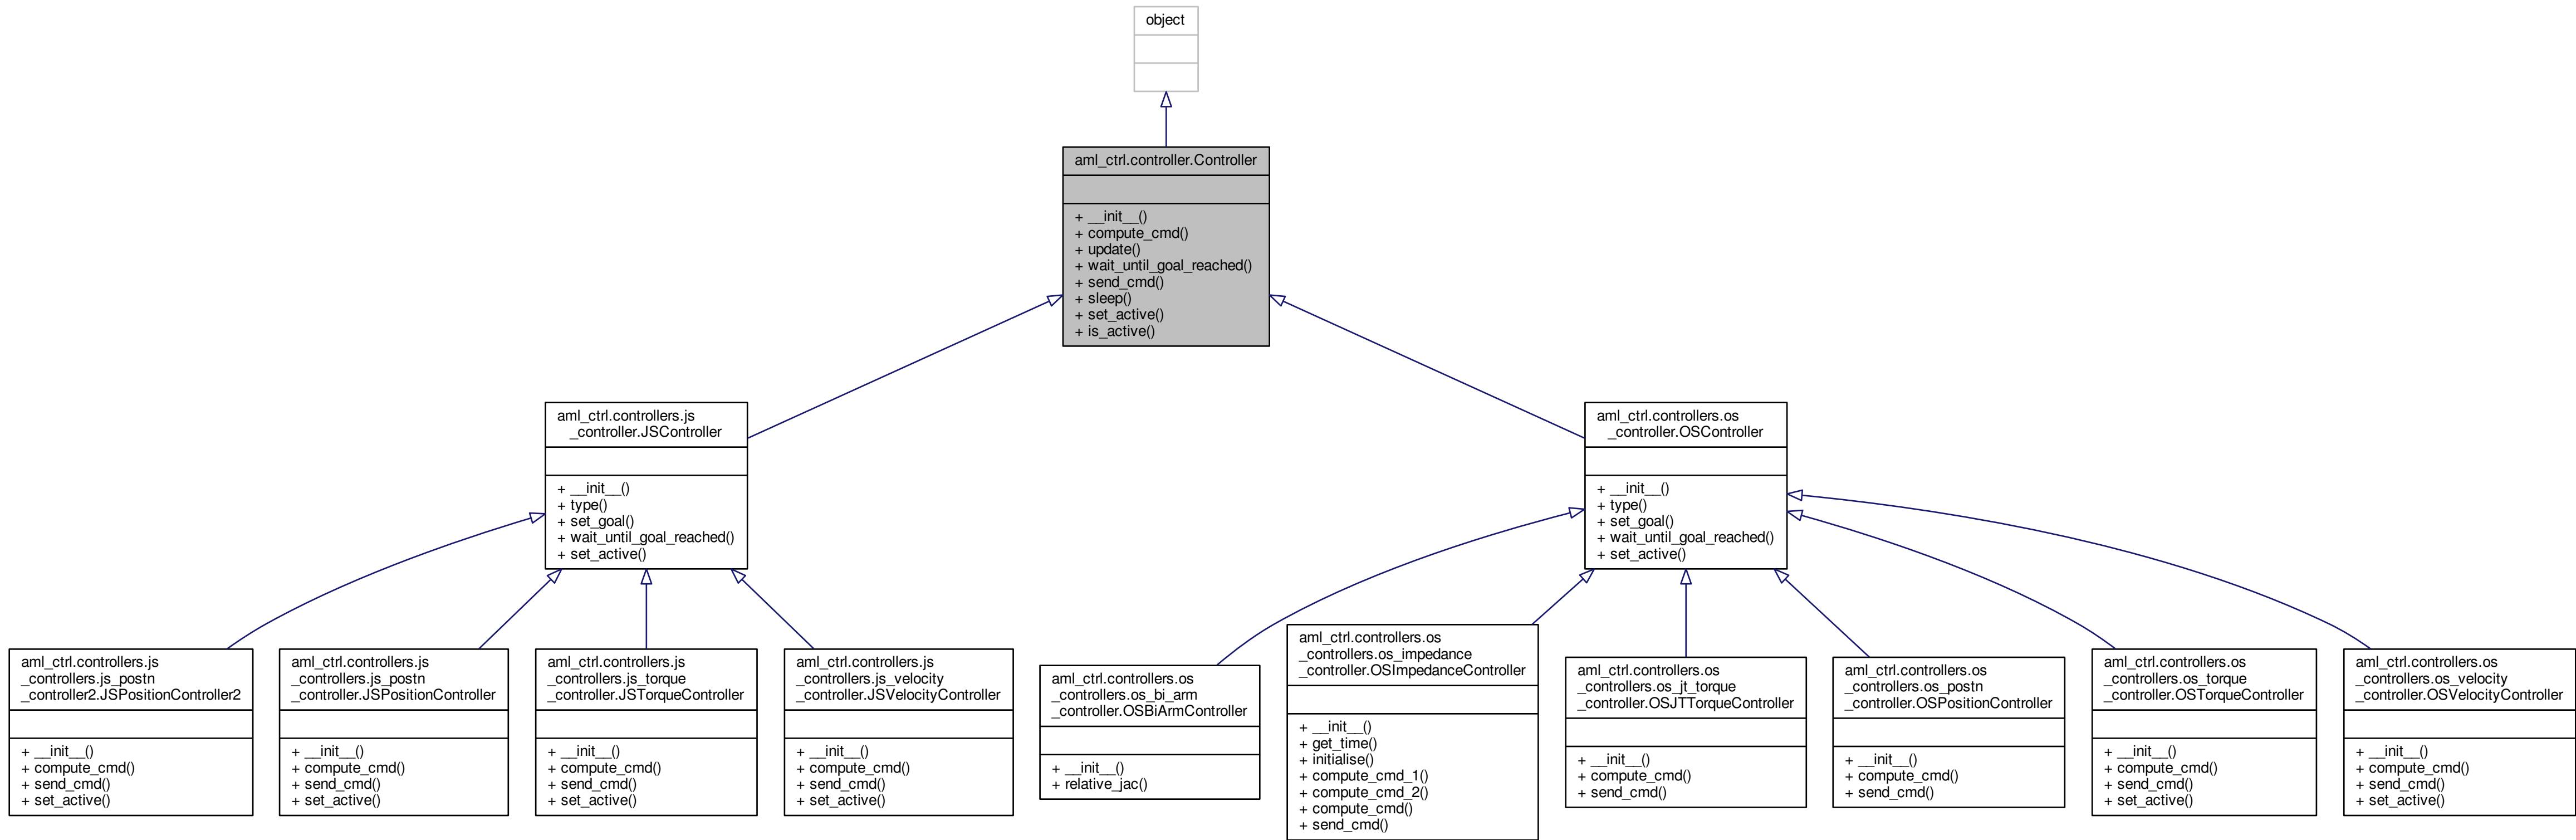 object
aml_ctrl.controller.Controller
+ __init__()
+ compute_cmd()
+ update()
+ wait_until_goal_reached()
+ send_cmd()
+ sleep()
+ set_active()
+ is_active()
aml_ctrl.controllers.js
_controller.JSController
+ __init__()
+ type()
+ set_goal()
+ wait_until_goal_reached()
+ set_active()
aml_ctrl.controllers.os
_controller.OSController
+ __init__()
+ type()
+ set_goal()
+ wait_until_goal_reached()
+ set_active()
aml_ctrl.controllers.js
_controllers.js_postn
_controller2.JSPositionController2
+ __init__()
+ compute_cmd()
+ send_cmd()
+ set_active()
aml_ctrl.controllers.js
_controllers.js_postn
_controller.JSPositionController
+ __init__()
+ compute_cmd()
+ send_cmd()
+ set_active()
aml_ctrl.controllers.js
_controllers.js_torque
_controller.JSTorqueController
+ __init__()
+ compute_cmd()
+ send_cmd()
+ set_active()
aml_ctrl.controllers.js
_controllers.js_velocity
_controller.JSVelocityController
+ __init__()
+ compute_cmd()
+ send_cmd()
+ set_active()
aml_ctrl.controllers.os
_controllers.os_bi_arm
_controller.OSBiArmController
+ __init__()
+ relative_jac()
aml_ctrl.controllers.os
_controllers.os_impedance
_controller.OSImpedanceController
+ __init__()
+ get_time()
+ initialise()
+ compute_cmd_1()
+ compute_cmd_2()
+ compute_cmd()
+ send_cmd()
aml_ctrl.controllers.os
_controllers.os_jt_torque
_controller.OSJTTorqueController
+ __init__()
+ compute_cmd()
+ send_cmd()
aml_ctrl.controllers.os
_controllers.os_postn
_controller.OSPositionController
+ __init__()
+ compute_cmd()
+ send_cmd()
aml_ctrl.controllers.os
_controllers.os_torque
_controller.OSTorqueController
+ __init__()
+ compute_cmd()
+ send_cmd()
+ set_active()
aml_ctrl.controllers.os
_controllers.os_velocity
_controller.OSVelocityController
+ __init__()
+ compute_cmd()
+ send_cmd()
+ set_active()